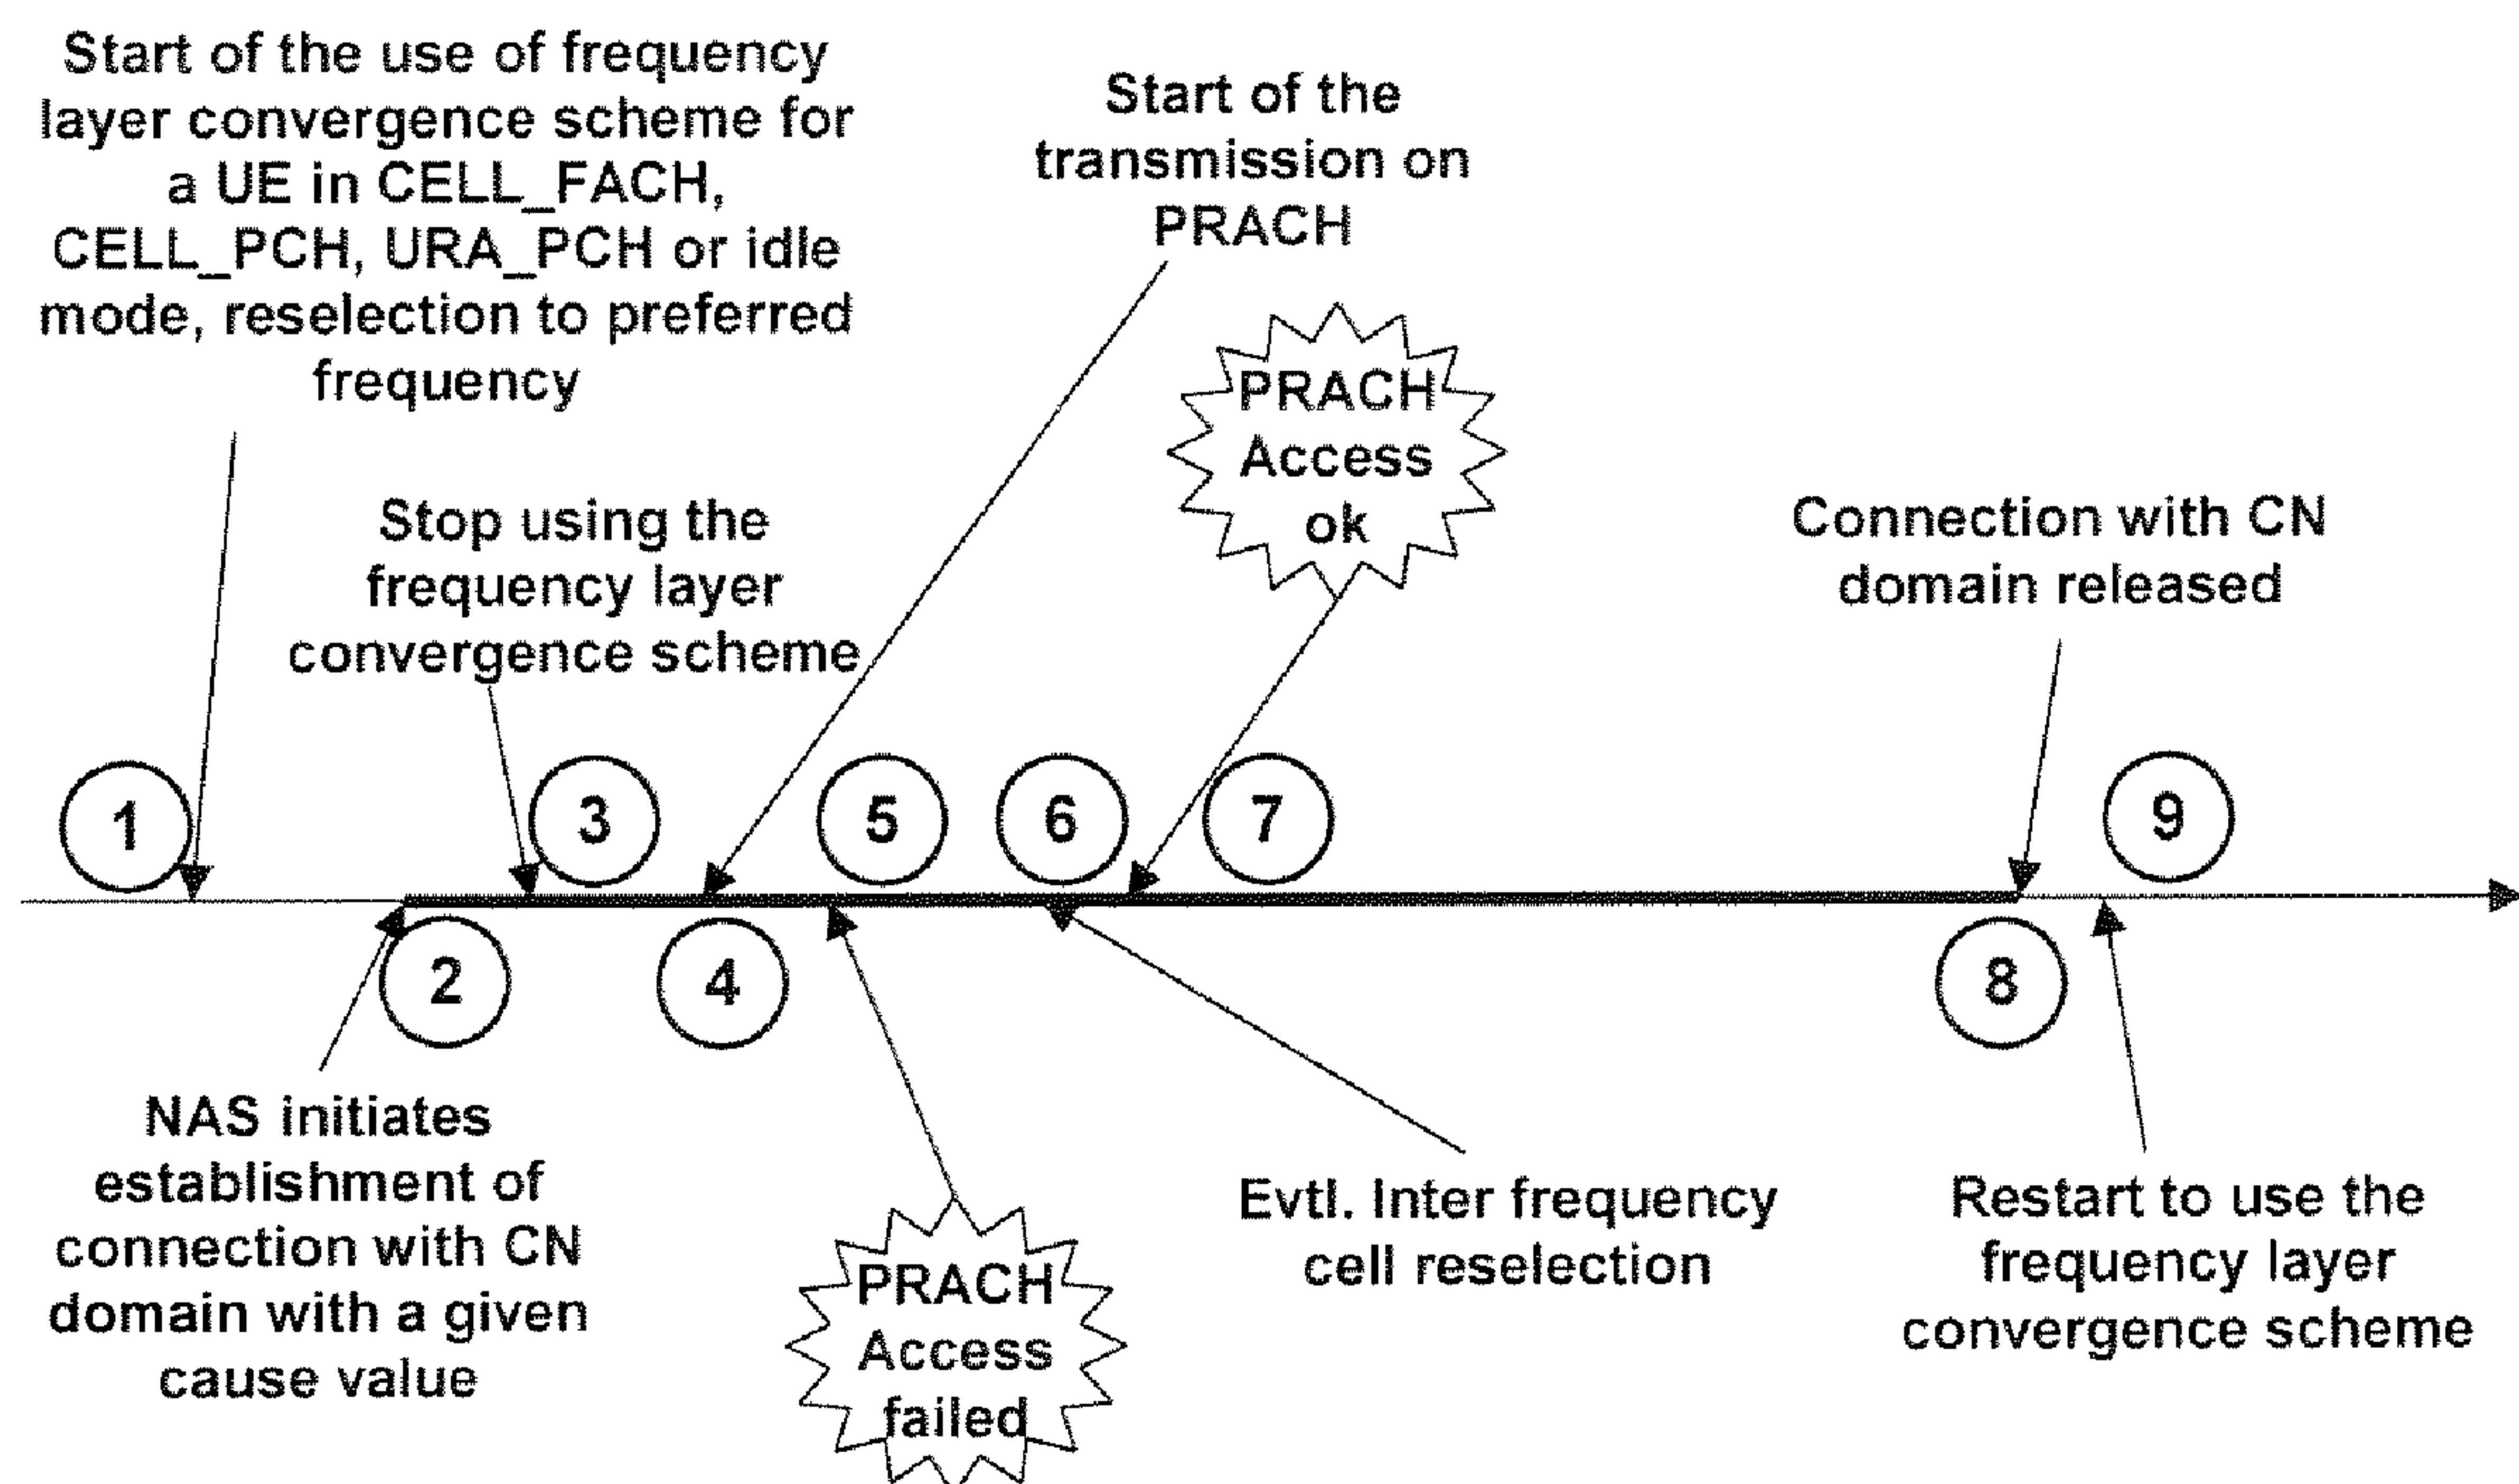 Start of the use of frequency
layer convergence scheme for
a UE in CELL_FACH,
CELL_PCH, URA_PCH or idle
mode, reselection to preferred
frequency
Start of the
transmission on
PRACH
PRACH
Access
ok
Stop using the
frequency layer
convergence scheme
Connection with CN
domain released
1
3
5
6
7
9
2
4
8
NAS initiates
establishment of
connection with CN
domain with a given
cause value
PRACH
Access
failed
Evtl. Inter frequency
cell reselection
Restart to use the
frequency layer
convergence scheme